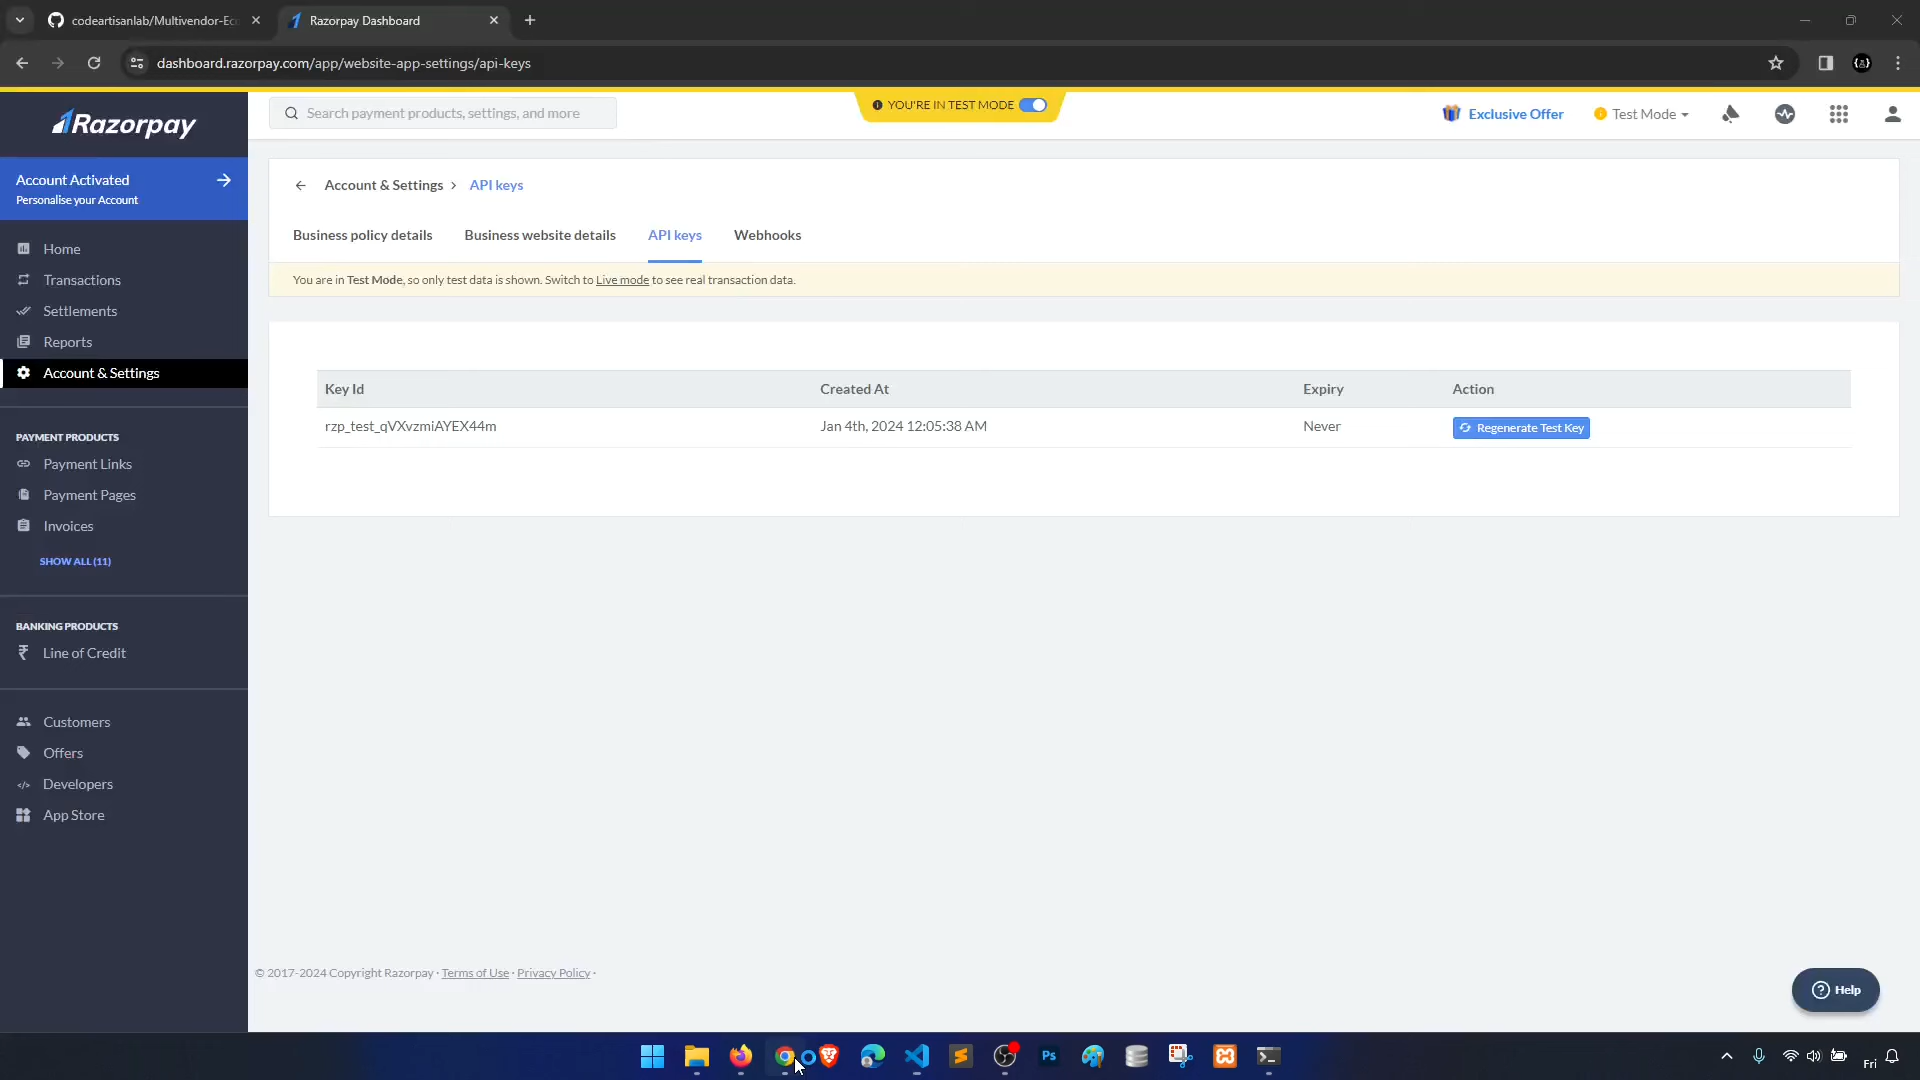 codeartisanlab/Multivendor-Eco
Razorpay Dashboard
dashboard.razorpay.com/app/website-app-settings/api-keys
Razorpay
Search payment products, settings, and more
YOU'RE IN TEST MODE
Exclusive Offer
Test Mode
Account Activated
Personalise your Account
Account & Settings > API keys
Business policy details
Business website details
API keys
Webhooks
You are in Test Mode, so only test data is shown. Switch to Live mode to see real transaction data.
Home
Transactions
Settlements
Reports
Account & Settings
Key Id
Created At
Expiry
Action
rzp_test_qVXvzmiAYEX44m
Jan 4th, 2024 12:05:38 AM
Never
Regenerate Test Key
PAYMENT PRODUCTS
Payment Links
Payment Pages
Invoices
SHOW ALL (11)
BANKING PRODUCTS
Line of Credit
Customers
Offers
Developers
App Store
© 2017-2024 Copyright Razorpay · Terms of Use · Privacy Policy ·
Help
Ps
Fri